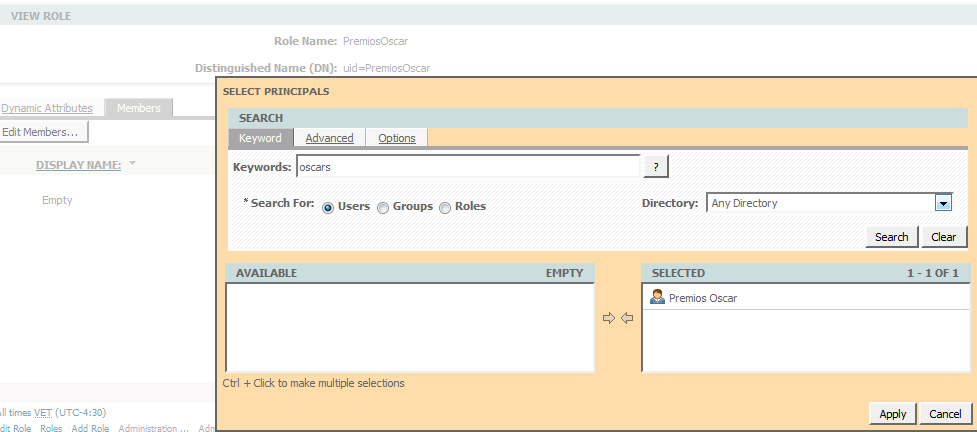 VIEW ROLE
Role Name: PremiosOscar
Distinguished Name (DN): uid=PremiosOscar
Dynamic Attributes Members
Edit Members...
DISPLAY NAME:
Empty
SELECT PRINCIPALS
SEARCH
Keyword Advanced Options
Keywords: oscars ?
* Search For: Users Groups Roles Directory: Any Directory
Search Clear
AVAILABLE EMPTY SELECTED 1 - 1 OF 1
Premios Oscar
Ctrl + Click to make multiple selections
Apply Cancel
All times VET (UTC-4:30)
Edit Role Roles Add Role Administration ...